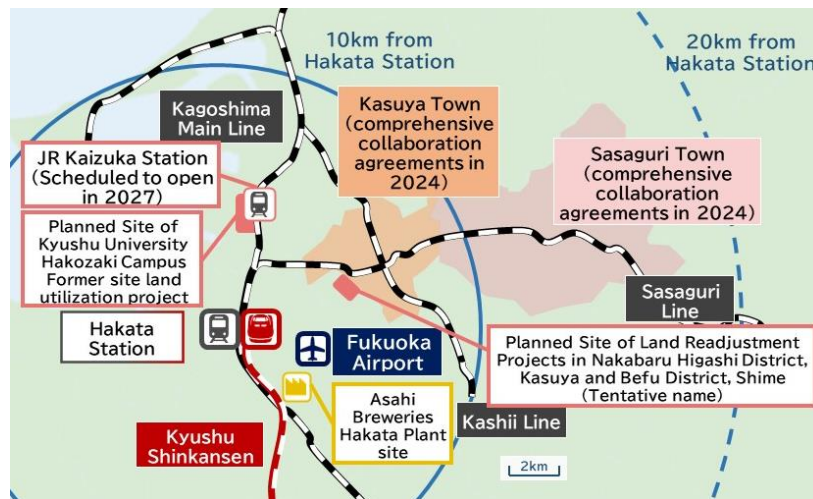 10km from
Hakata Station
20km from
Hakata Station
Kagoshima
Main Line
Kasuya Town
(comprehensive
collaboration
agreements in
2024)
Sasaguri Town
(comprehensive
collaboration
agreements in 2024)
JR Kaizuka Station
(Scheduled to open
in 2027)
Planned Site of
Kyushu University
Hakozaki Campus
Former site land
utilization project
Hakata
Station
Fukuoka
Airport
Sasaguri
Line
Planned Site of Land Readjustment
Projects in Nakabaru Higashi District,
Kasuya and Befu District, Shime
(Tentative name)
Asahi
Breweries
Hakata Plant
site
Kashii Line
Kyushu
Shinkansen
2km